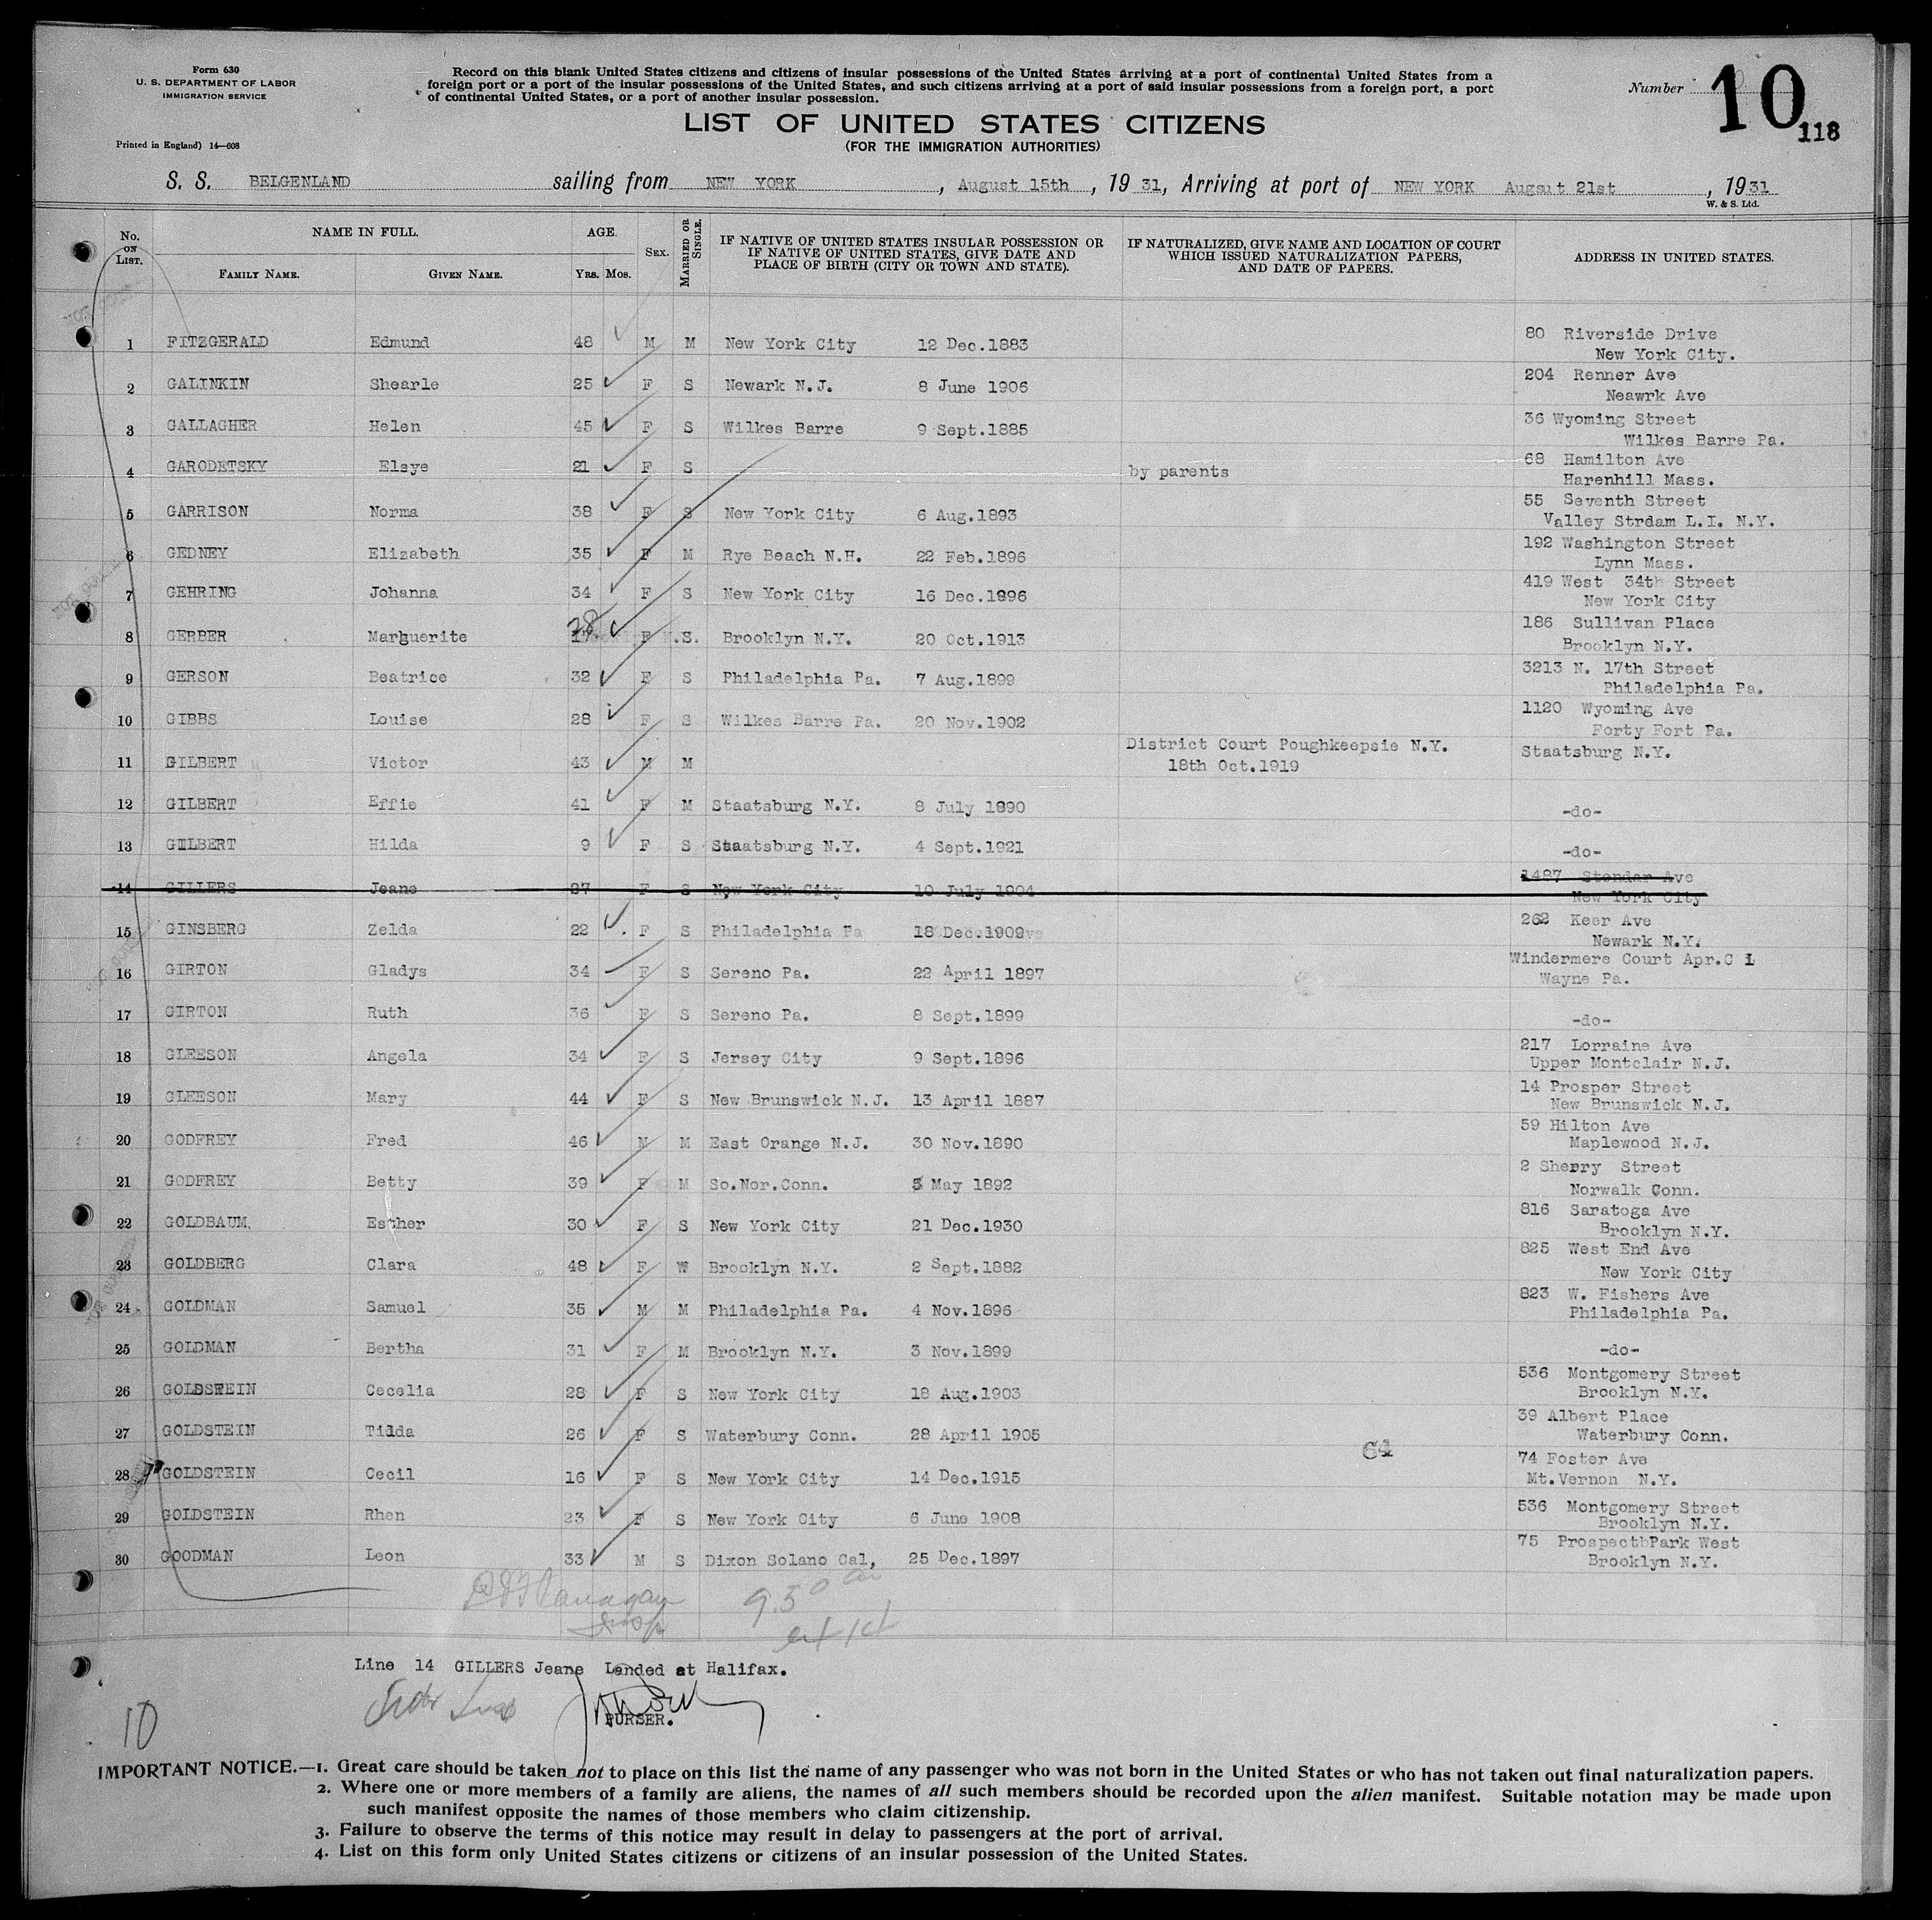 Form 630
U. S. DEPARTMENT OF LABOR
IMMIGRATION SERVICE
Printed in England) 14—608
Record on this blank United States citizens and citizens of insular possessions of the United States arriving at a port of continental United States from a
foreign port or a port of the insular possessions of the United States, and such citizens arriving at a port of said insular possessions from a foreign port, a port
of continental United States, or a port of another insular possession.
Number 10
118
LIST OF UNITED STATES CITIZENS
(FOR THE IMMIGRATION AUTHORITIES)
S. S. BELGENLAND sailing from NEW YORK, August 15th, 1931, Arriving at port of NEW YORK Augsut 21st, 1931
W. & S. Ltd.
No. ON LIST. NAME IN FULL. FAMILY NAME. GIVEN NAME. AGE. YRS. MOS. SEX. MARRIED OR SINGLE. IF NATIVE OF UNITED STATES INSULAR POSSESSION OR IF NATIVE OF UNITED STATES, GIVE DATE AND PLACE OF BIRTH (CITY OR TOWN AND STATE). IF NATURALIZED, GIVE NAME AND LOCATION OF COURT WHICH ISSUED NATURALIZATION PAPERS, AND DATE OF PAPERS. ADDRESS IN UNITED STATES.
1 FITZGERALD Edmund 48 M M New York City 12 Dec.1883 80 Riverside Drive
New York City.
2 GALINKIN Shearle 25 F S Newark N.J. 8 June 1906 204 Renner Ave
Neawrk Ave
3 GALLAGHER Helen 45 F S Wilkes Barre 9 Sept.1885 36 Wyoming Street
Wilkes Barre Pa.
4 GARODETSKY Elsye 21 F S by parents 68 Hamilton Ave
Harenhill Mass.
5 GARRISON Norma 38 F S New York City 6 Aug.1893 55 Seventh Street
Valley Strdam L.I. N.Y.
6 GEDNEY Elizabeth 35 F M Rye Beach N.H. 22 Feb.1896 192 Washington Street
Lynn Mass.
7 GEHRING Johanna 34 F S New York City 16 Dec.1896 419 West 34th Street
New York City
8 GERBER Marguerite 28 F S. Brooklyn N.Y. 20 Oct.1913 186 Sullivan Place
Brooklyn N.Y.
9 GERSON Beatrice 32 F S Philadelphia Pa. 7 Aug.1899 3213 N. 17th Street
Philadelphia Pa.
10 GIBBS Louise 28 F S Wilkes Barre Pa. 20 Nov.1902 1120 Wyoming Ave
Forty Fort Pa.
11 GILBERT Victor 43 M M District Court Poughkeepsie N.Y. Staatsburg N.Y.
18th Oct.1919
12 GILBERT Effie 41 F M Staatsburg N.Y. 8 July 1890 -do-
13 GILBERT Hilda 9 F S Staatsburg N.Y. 4 Sept.1921 -do-
14 GILLERS Jeane 27 F S New York City 10 July 1904 1487 Stendar Ave
New York City
15 GINSBERG Zelda 22 F S Philadelphia Pa 18 Dec.1909 262 Keer Ave
Newark N.Y.
16 GIRTON Gladys 34 F S Sereno Pa. 22 April 1897 Windermere Court Apr.C 1
Wayne Pa.
17 GIRTON Ruth 36 F S Sereno Pa. 8 Sept.1899 -do-
18 GLEESON Angela 34 F S Jersey City 9 Sept.1896 217 Lorraine Ave
Upper Montclair N.J.
19 GLEESON Mary 44 F S New Brunswick N.J. 13 April 1887 14 Prosper Street
New Brunswick N.J.
20 GODFREY Fred 46 M M East Orange N.J. 30 Nov.1890 59 Hilton Ave
Maplewood N.J.
21 GODFREY Betty 39 F M So.Nor.Conn. 5 May 1892 2 Sherry Street
Norwalk Conn.
22 GOLDBAUM. Esther 30 F S New York City 21 Dec.1930 816 Saratoga Ave
Brooklyn N.Y.
23 GOLDBERG Clara 48 F W Brooklyn N.Y. 2 Sept.1882 825 West End Ave
New York City
24 GOLDMAN Samuel 35 M M Philadelphia Pa. 4 Nov.1896 823 W. Fishers Ave
Philadelphia Pa.
25 GOLDMAN Bertha 31 F M Brooklyn N.Y. 3 Nov.1899 -do-
26 GOLDSTEIN Cecelia 28 F S New York City 18 Aug.1903 536 Montgomery Street
Brooklyn N.Y.
27 GOLDSTEIN Tilda 26 F S Waterbury Conn. 28 April 1905 39 Albert Place
Waterbury Conn.
64
28 GOLDSTEIN Cecil 16 F S New York City 14 Dec.1915 74 Foster Ave
Mt.Vernon N.Y.
29 GOLDSTEIN Rhen 23 F S New York City 6 June 1908 536 Montgomery Street
Brooklyn N.Y.
30 GOODMAN Leon 33 M S Dixon Solano Cal, 25 Dec.1897 75 ProspecthPark West
Brooklyn N.Y.
Insp
Line 14 GILLERS Jeane Landed at Halifax.
PURSER.
10
IMPORTANT NOTICE.—1. Great care should be taken not to place on this list the name of any passenger who was not born in the United States or who has not taken out final naturalization papers.
2. Where one or more members of a family are aliens, the names of all such members should be recorded upon the alien manifest. Suitable notation may be made upon
such manifest opposite the names of those members who claim citizenship.
3. Failure to observe the terms of this notice may result in delay to passengers at the port of arrival.
4. List on this form only United States citizens or citizens of an insular possession of the United States.